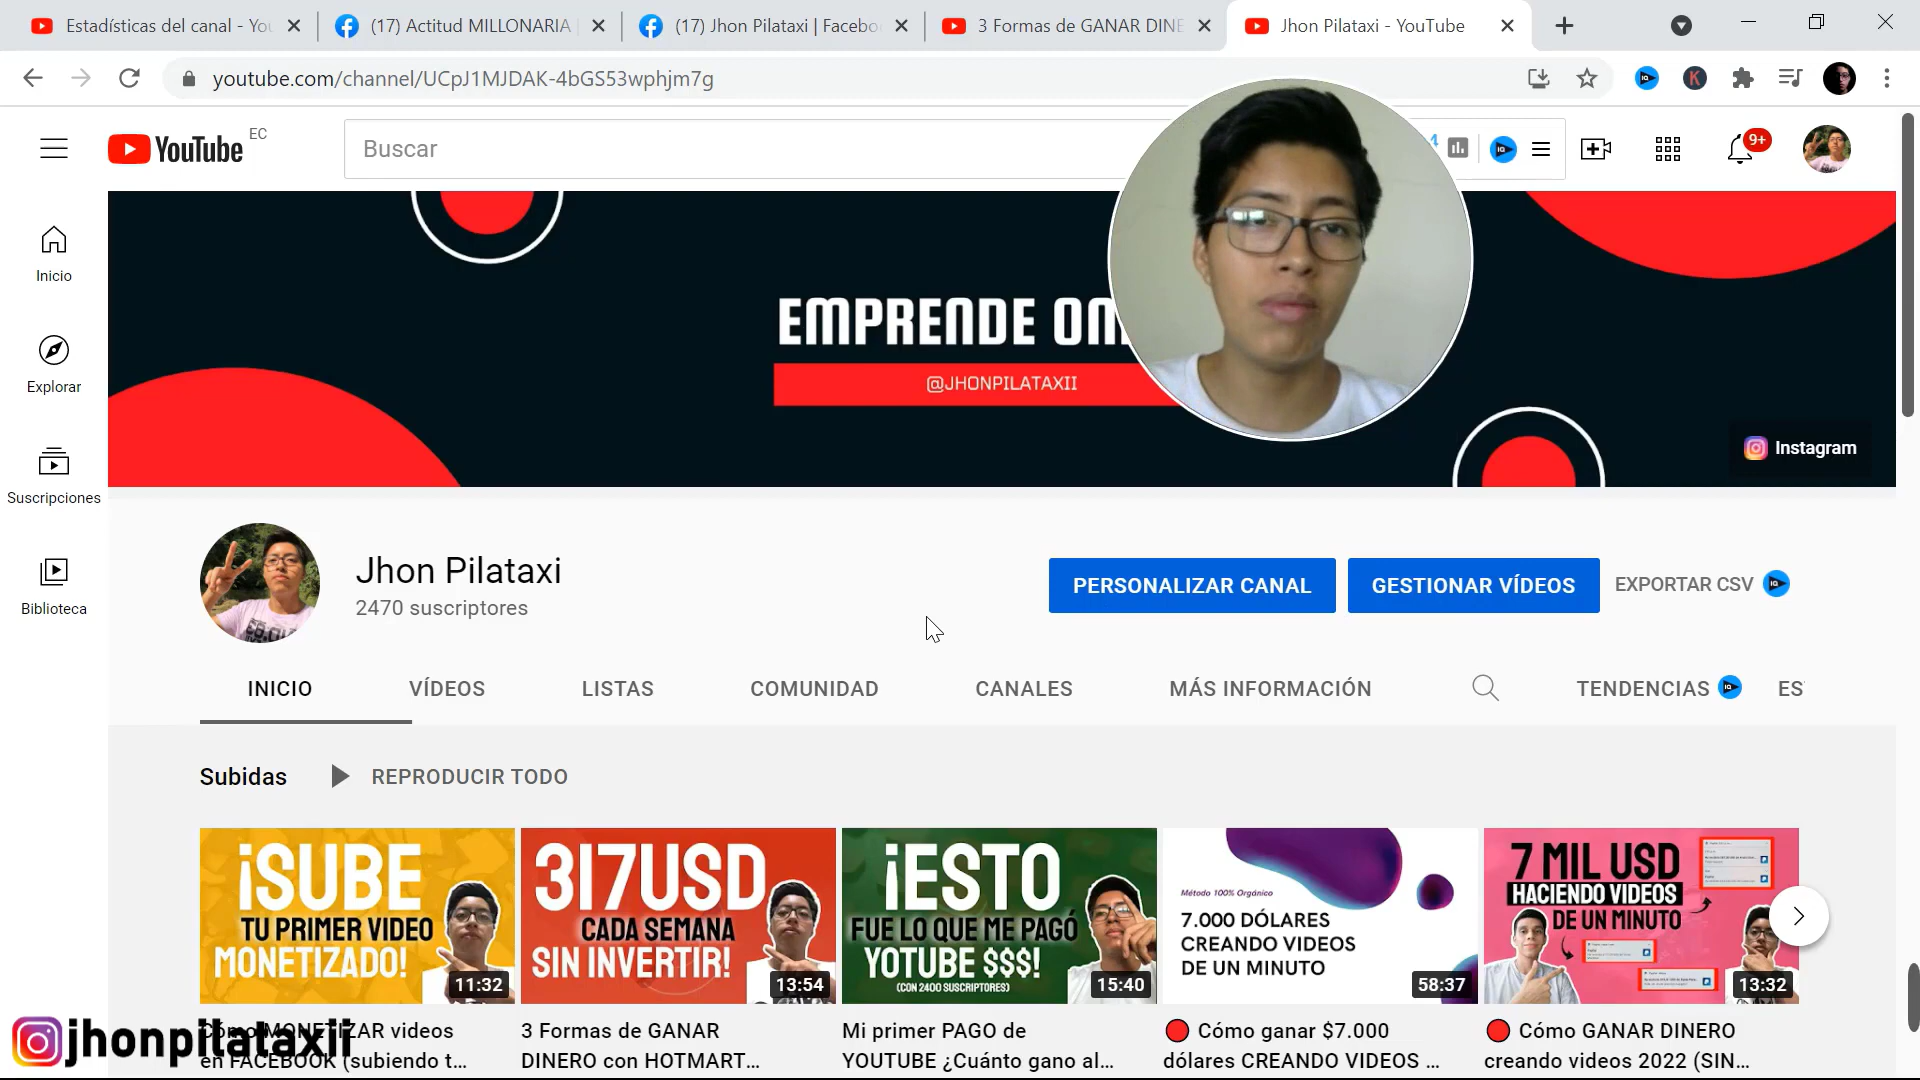 Estadísticas del canal - You
(17) Actitud MILLONARIA |
(17) Jhon Pilataxi | Facebo
3 Formas de GANAR DINE
Jhon Pilataxi - YouTube
youtube.com/channel/UCpJ1MJDAK-4bGS53wphjm7g
K
YouTube EC
Buscar
4
IQ
9+
Inicio
Explorar
Suscripciones
Biblioteca
EMPRENDE ON
@JHONPILATAXII
Instagram
Jhon Pilataxi
2470 suscriptores
PERSONALIZAR CANAL
GESTIONAR VÍDEOS
EXPORTAR CSV
INICIO
VÍDEOS
LISTAS
COMUNIDAD
CANALES
MÁS INFORMACIÓN
TENDENCIAS
ES
Subidas
REPRODUCIR TODO
¡SUBE
TU PRIMER VIDEO
MONETIZADO!
11:32
317USD
CADA SEMANA
SIN INVERTIR!
13:54
¡ESTO
FUE LO QUE ME PAGÓ
YOTUBE $$$!
(CON 2400 SUSCRIPTORES)
15:40
Método 100% Orgánico
7.000 DÓLARES
CREANDO VIDEOS
DE UN MINUTO
58:37
7 MIL USD
HACIENDO VIDEOS
DE UN MINUTO
13:32
Cómo MONETIZAR videos
en FACEBOOK (subiendo t...
3 Formas de GANAR
DINERO con HOTMART...
Mi primer PAGO de
YOUTUBE ¿Cuánto gano al...
Cómo ganar $7.000
dólares CREANDO VIDEOS ...
Cómo GANAR DINERO
creando videos 2022 (SIN...
jhonpilataxii